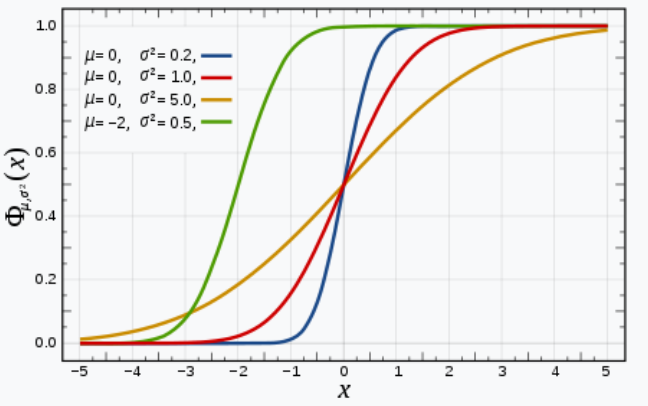 1.0
0.8
0.6
0.4
0.2
0.0
μ= 0, σ²= 0.2,
μ= 0, σ²= 1.0,
μ= 0, σ²= 5.0,
μ= −2, σ²= 0.5,
Φμ,σ²(x)
−5 −4 −3 −2 −1 0 1 2 3 4 5
x